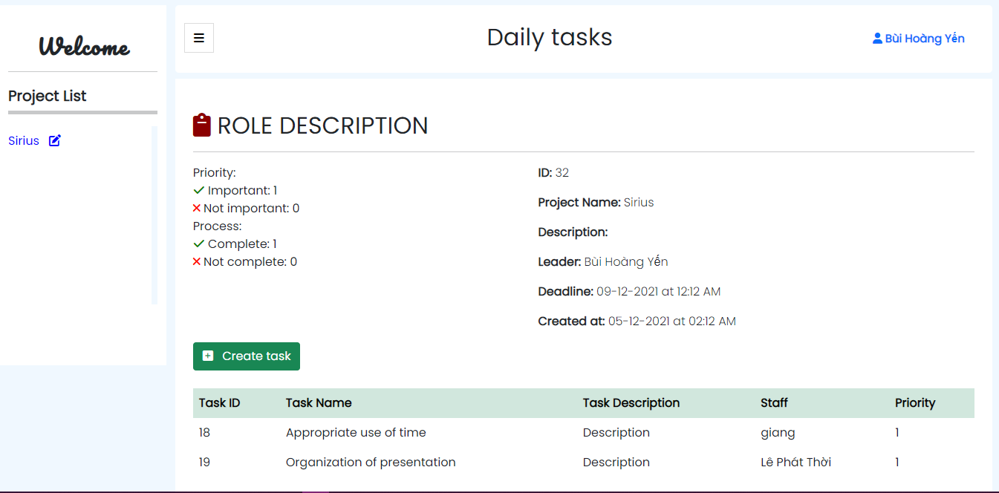 Welcome
Project List
Sirius
Daily tasks
Bùi Hoàng Yến
ROLE DESCRIPTION
Priority:
Important: 1
Not important: 0
Process:
Complete: 1
Not complete: 0
ID: 32
Project Name: Sirius
Description:
Leader: Bùi Hoàng Yến
Deadline: 09-12-2021 at 12:12 AM
Created at: 05-12-2021 at 02:12 AM
Create task
Task ID Task Name Task Description Staff Priority
18 Appropriate use of time Description giang 1
19 Organization of presentation Description Lê Phát Thời 1